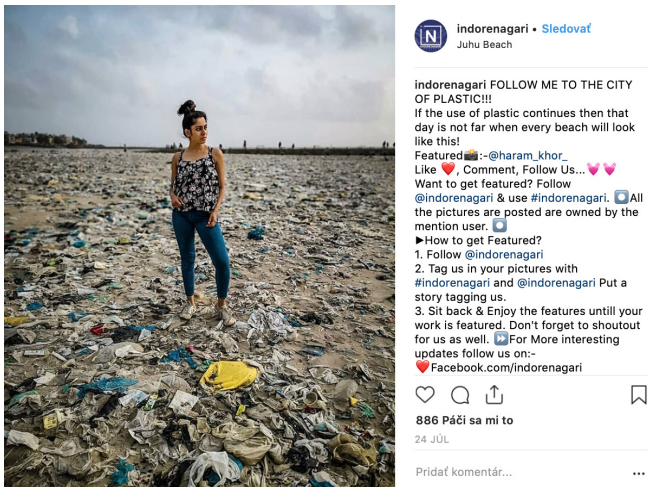 indorenagari • Sledovať
Juhu Beach
indorenagari FOLLOW ME TO THE CITY
OF PLASTIC!!!
If the use of plastic continues then that
day is not far when every beach will look
like this!
Featured📸:-@haram_khor_
Like ❤️, Comment, Follow Us...💓💓
Want to get featured? Follow
@indorenagari & use #indorenagari. ⏺All
the pictures are posted are owned by the
mention user. ⏺
▶How to get Featured?
1. Follow @indorenagari
2. Tag us in your pictures with
#indorenagari and @indorenagari Put a
story tagging us.
3. Sit back & Enjoy the features untill your
work is featured. Don't forget to shoutout
for us as well. ⏩For More interesting
updates follow us on:-
❤️Facebook.com/indorenagari
886 Páči sa mi to
24 JÚL
Pridať komentár...